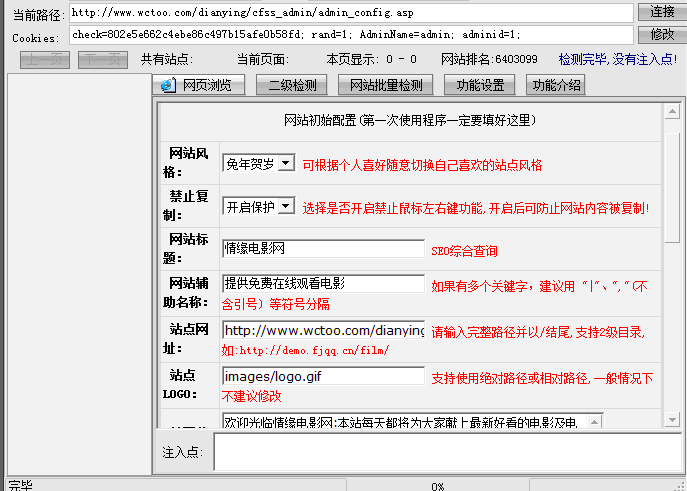 当前路径: http://www.wctoo.com/dianying/cfss_admin/admin_config.asp 连接
Cookies: check=802e5e662c4ebe86c497b15afe0b58fd; rand=1; AdminName=admin; adminid=1; 修改
上一页 下一页 共有站点: 当前页面: 本页显示: 0 - 0 网站排名:6403099 检测完毕,没有注入点!
网页浏览 二级检测 网站批量检测 功能设置 功能介绍
网站初始配置(第一次使用程序一定要填好这里)
网站风格: 兔年贺岁 可根据个人喜好随意切换自己喜欢的站点风格
禁止复制: 开启保护 选择是否开启禁止鼠标左右键功能,开启后可防止网站内容被复制!
网站标题: 情缘电影网 SEO综合查询
网站辅助名称: 提供免费在线观看电影 如果有多个关键字，建议用 "|"、","(不含引号）等符号分隔
站点网址: http://www.wctoo.com/dianying 请输入完整路径并以/结尾,支持2级目录,如:http://demo.fjqq.cn/film/
站点LOGO: images/logo.gif 支持使用绝对路径或相对路径,一般情况下不建议修改
欢迎光临情缘电影网;本站每天都将为大家献上最新好看的电影及电
注入点:
完毕 0%